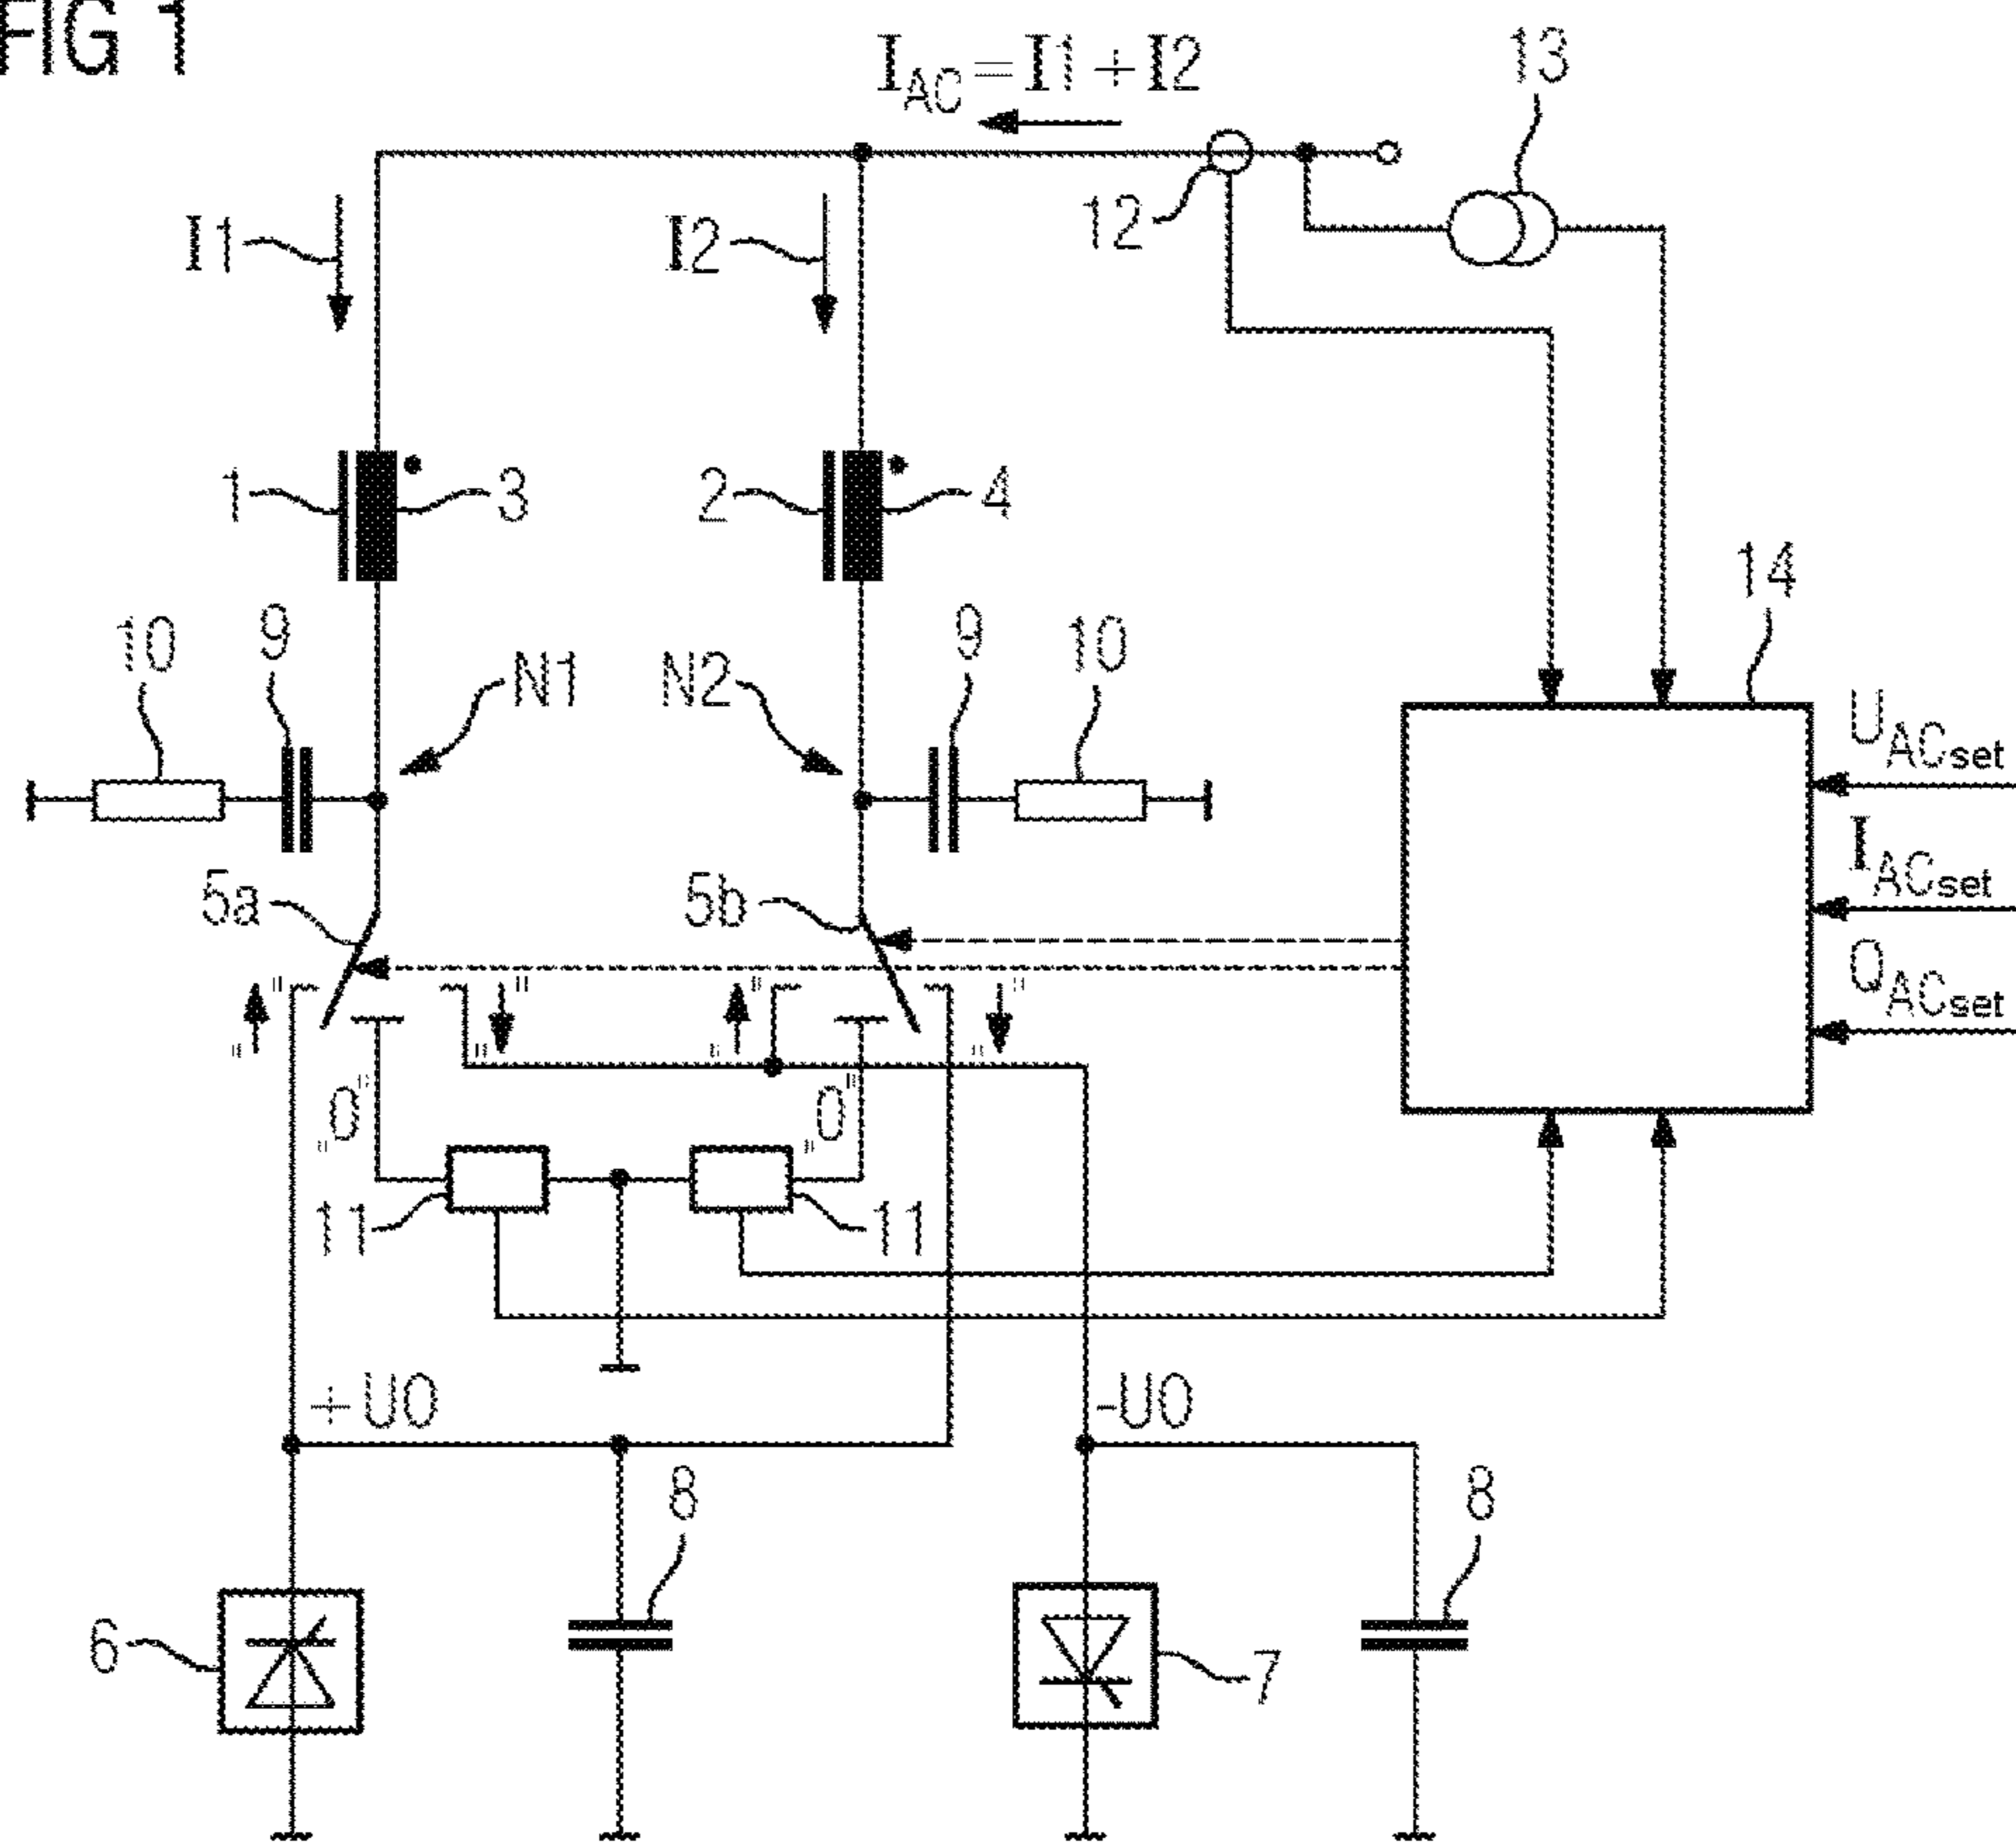 FIG 1
I_AC = I1 + I2
13
I1
I2
12
1
3
2
4
14
10
9
N1
N2
9
10
U_ACset
I_ACset
Q_ACset
5a
5b
"↑"
"↓"
"↑"
"↓"
"0"
"0"
11
11
+U0
-U0
8
8
6
7